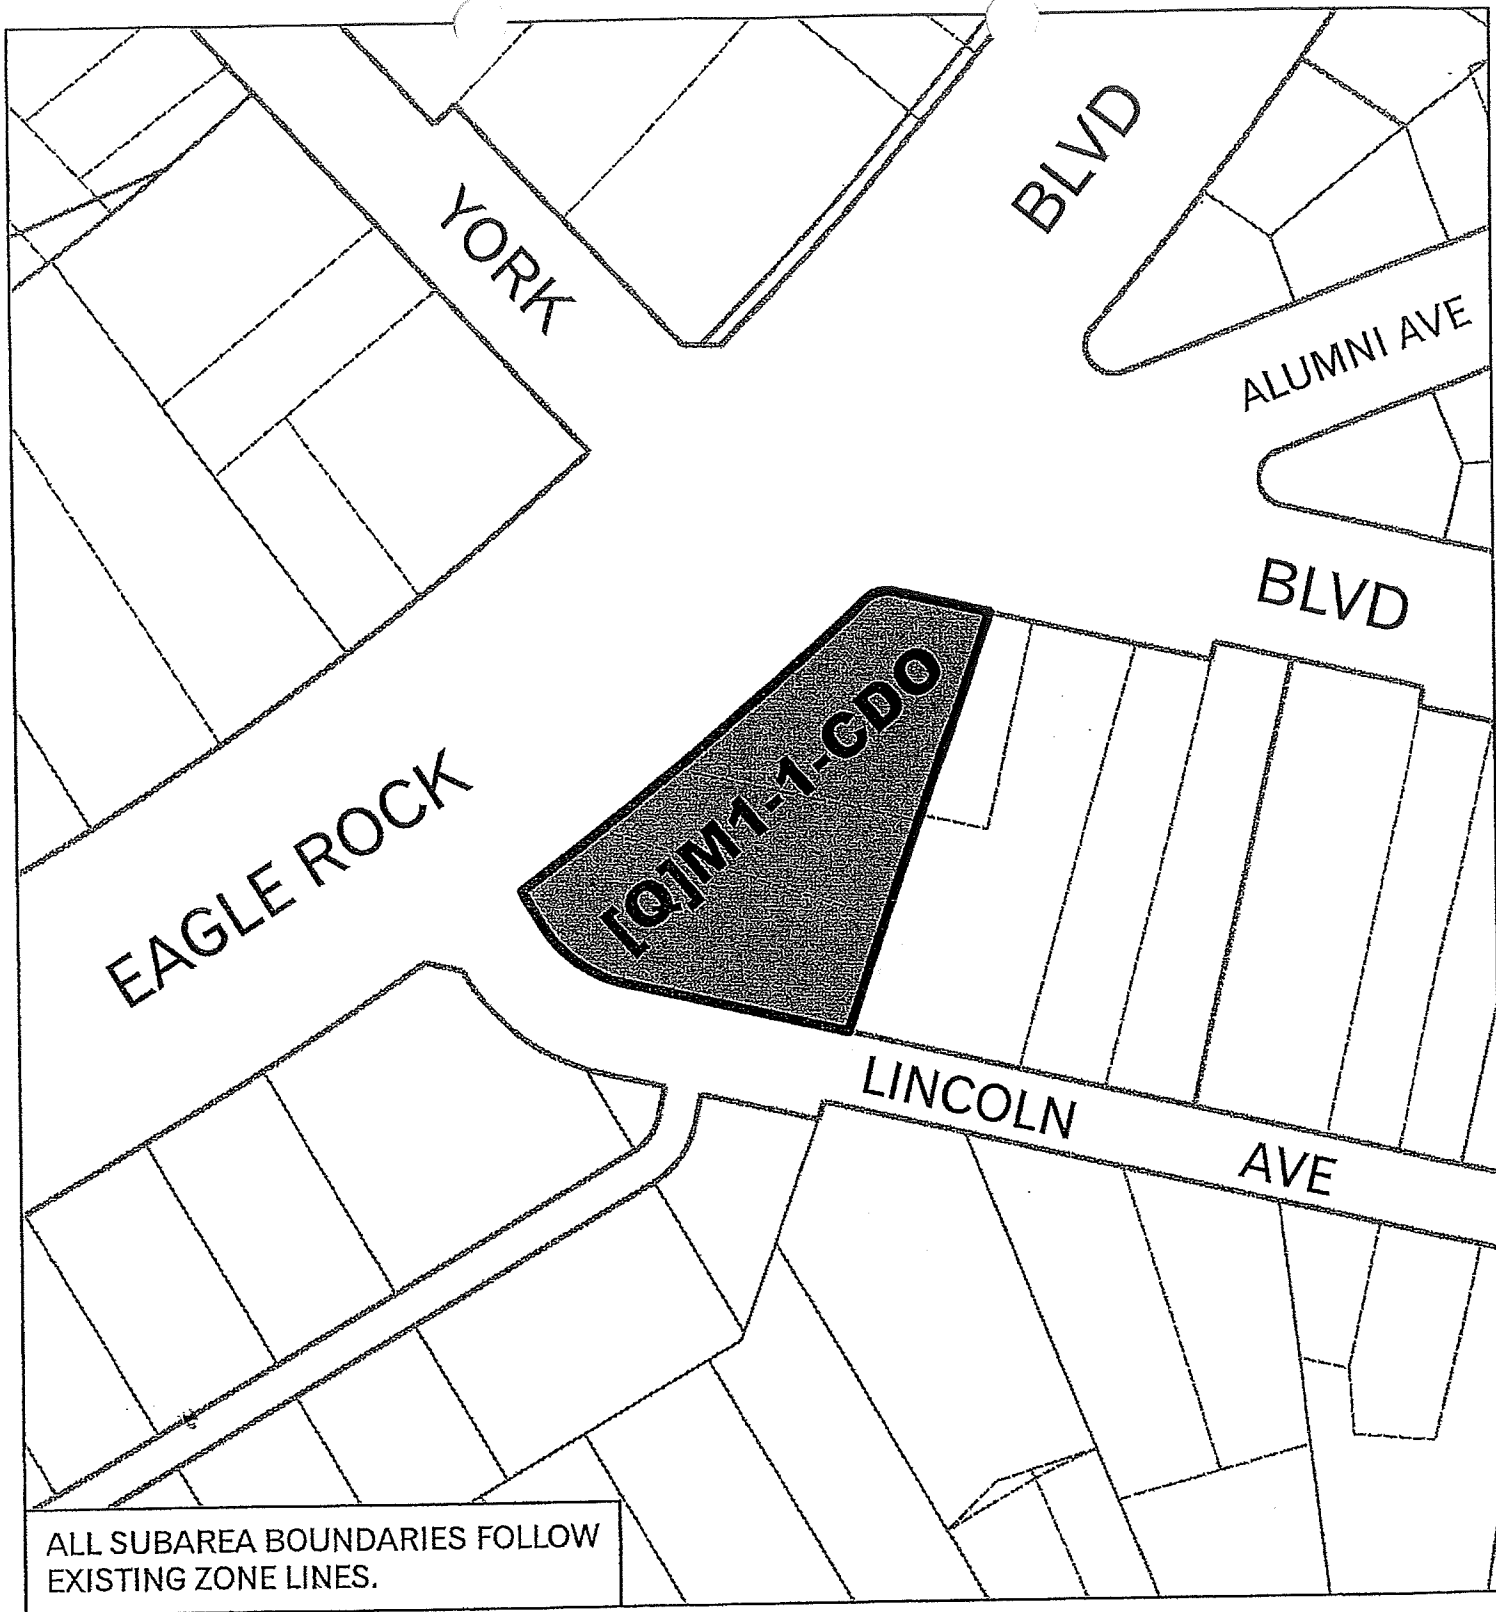 BLVD
YORK
ALUMNI AVE
BLVD
[Q]M1-1-CDO
EAGLE ROCK
LINCOLN
AVE
ALL SUBAREA BOUNDARIES FOLLOW
EXISTING ZONE LINES.